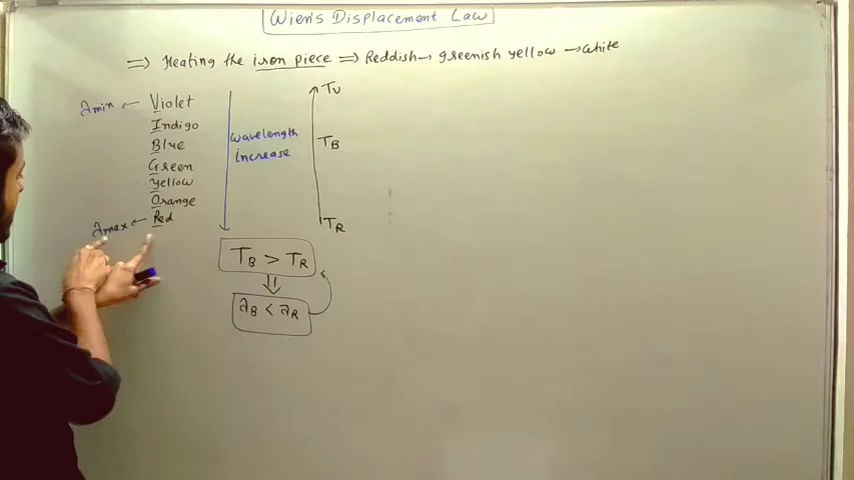 Wien's Displacement Law
⇒ Heating the iron piece ⇒ Reddish → greenish yellow → white
λmin ← Violet
Indigo
Blue
Green
Yellow
Orange
λmax ← Red
wavelength
increase
TV
TB
TR
TB > TR
⇓
λB < λR